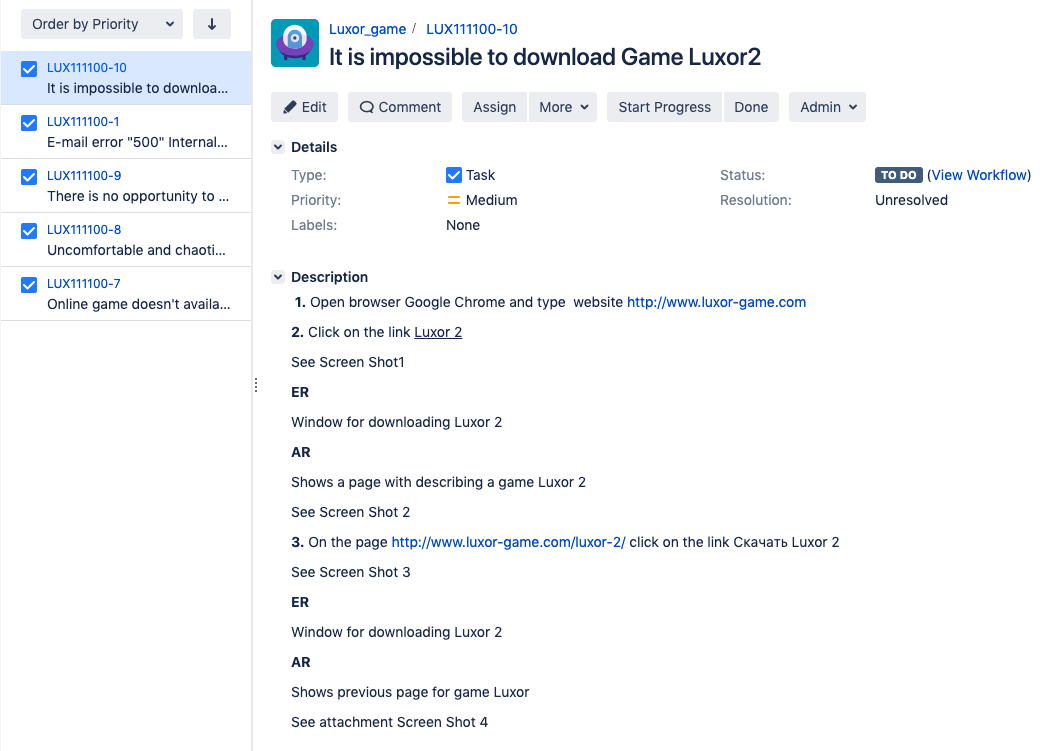 Order by Priority
LUX111100-10
It is impossible to downloa...
LUX111100-1
E-mail error "500" Internal...
LUX111100-9
There is no opportunity to ...
LUX111100-8
Uncomfortable and chaoti...
LUX111100-7
Online game doesn't availa...
Luxor_game / LUX111100-10
It is impossible to download Game Luxor2
Edit Comment Assign More Start Progress Done Admin
Details
Type: Task Status: TO DO (View Workflow)
Priority: Medium Resolution: Unresolved
Labels: None
Description
1. Open browser Google Chrome and type website http://www.luxor-game.com
2. Click on the link Luxor 2
See Screen Shot1
ER
Window for downloading Luxor 2
AR
Shows a page with describing a game Luxor 2
See Screen Shot 2
3. On the page http://www.luxor-game.com/luxor-2/ click on the link Скачать Luxor 2
See Screen Shot 3
ER
Window for downloading Luxor 2
AR
Shows previous page for game Luxor
See attachment Screen Shot 4